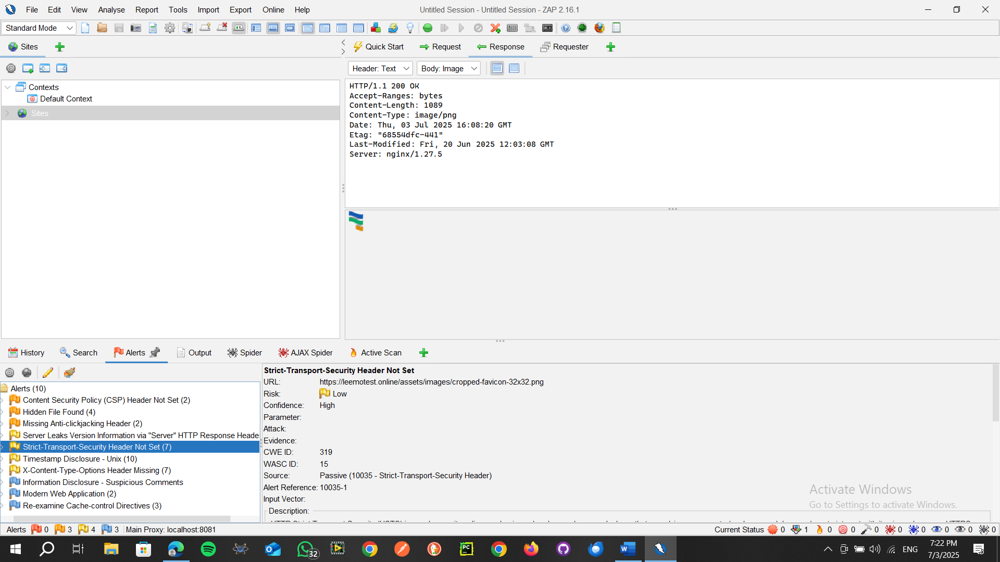 File Edit View Analyse Report Tools Import Export Online Help
Untitled Session - Untitled Session - ZAP 2.16.1
Standard Mode
Sites
Quick Start Request Response Requester
Header: Text Body: Image
Contexts
Default Context
Sites
HTTP/1.1 200 OK
Accept-Ranges: bytes
Content-Length: 1089
Content-Type: image/png
Date: Thu, 03 Jul 2025 16:08:20 GMT
Etag: "68554dfc-441"
Last-Modified: Fri, 20 Jun 2025 12:03:08 GMT
Server: nginx/1.27.5
History Search Alerts Output Spider AJAX Spider Active Scan
Alerts (10)
Content Security Policy (CSP) Header Not Set (2)
Hidden File Found (4)
Missing Anti-clickjacking Header (2)
Server Leaks Version Information via "Server" HTTP Response Heade
Strict-Transport-Security Header Not Set (7)
Timestamp Disclosure - Unix (10)
X-Content-Type-Options Header Missing (7)
Information Disclosure - Suspicious Comments
Modern Web Application (2)
Re-examine Cache-control Directives (3)
Strict-Transport-Security Header Not Set
URL: https://leemotest.online/assets/images/cropped-favicon-32x32.png
Risk: Low
Confidence: High
Parameter:
Attack:
Evidence:
CWE ID: 319
WASC ID: 15
Source: Passive (10035 - Strict-Transport-Security Header)
Alert Reference: 10035-1
Input Vector:
Description:
Activate Windows
Go to Settings to activate Windows.
Alerts 0 3 4 3 Main Proxy: localhost:8081
Current Status 0 1 0 0 0 0 0 0 0 0
32
PC
ENG
7:22 PM
7/3/2025